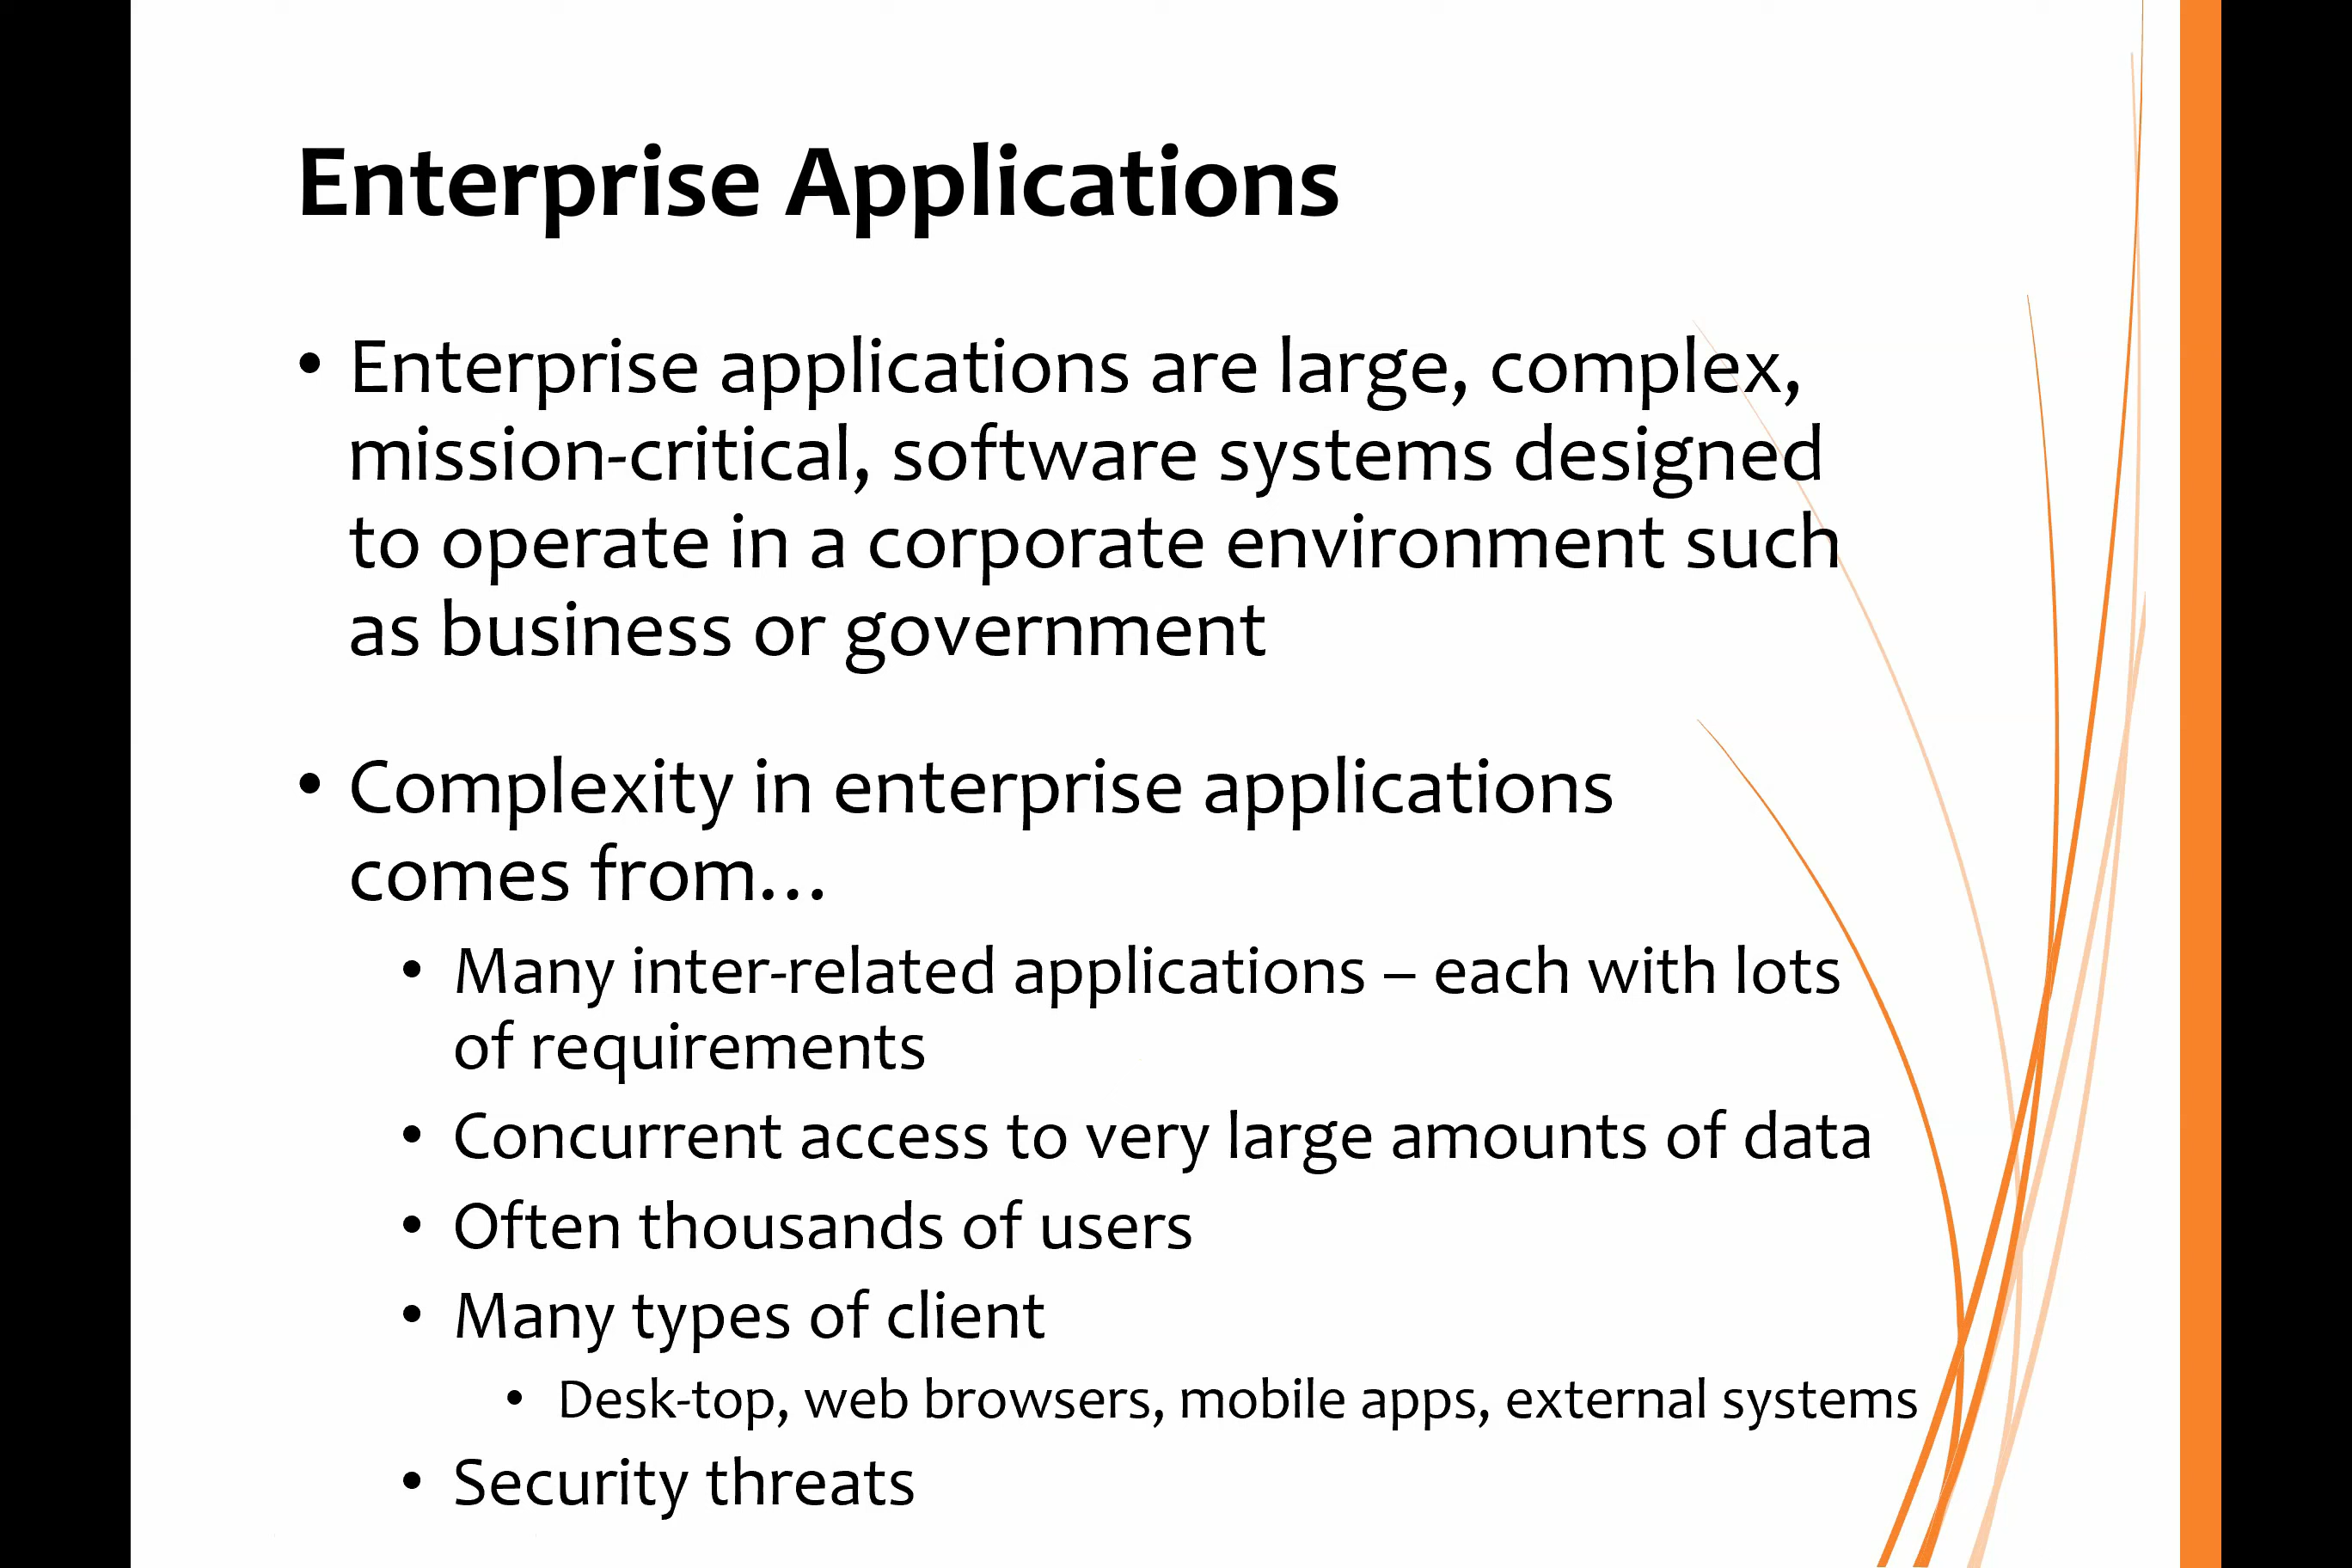 Enterprise Applications
• Enterprise applications are large, complex,
mission-critical, software systems designed
to operate in a corporate environment such
as business or government
• Complexity in enterprise applications
comes from…
• Many inter-related applications – each with lots
of requirements
• Concurrent access to very large amounts of data
• Often thousands of users
• Many types of client
• Desk-top, web browsers, mobile apps, external systems
• Security threats